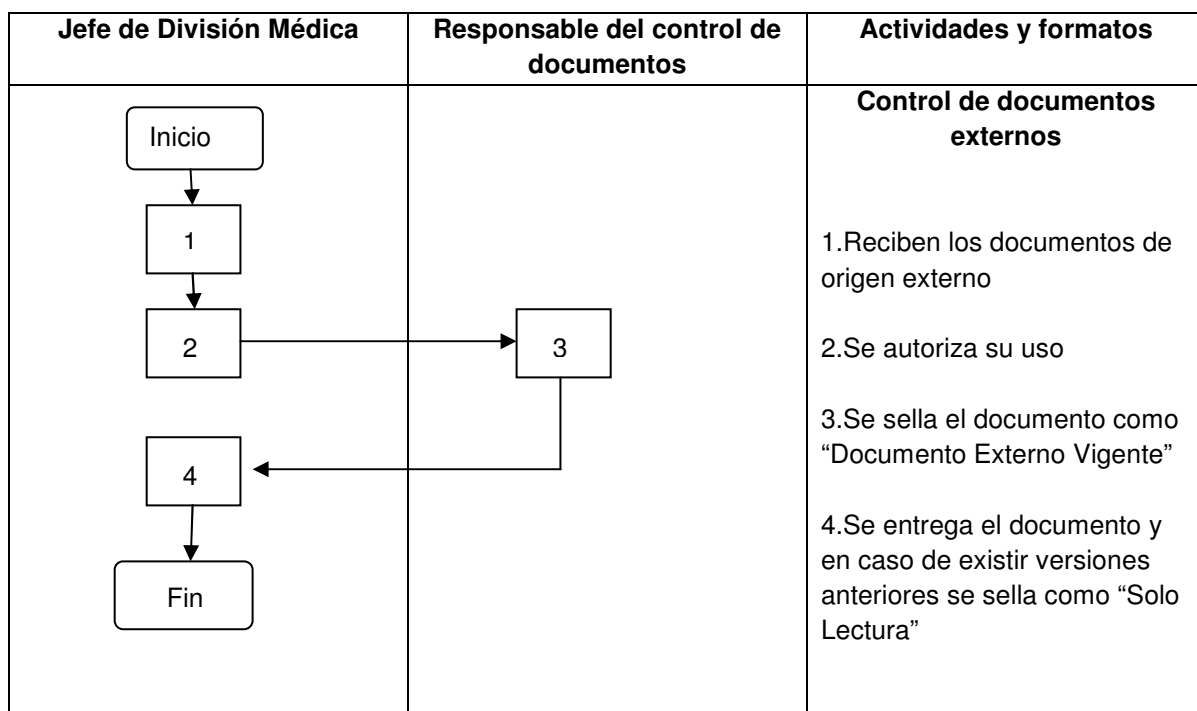 Jefe de División Médica
Responsable del control de
documentos
Actividades y formatos
Inicio
1
2
3
4
Fin
Control de documentos
externos
1.Reciben los documentos de
origen externo
2.Se autoriza su uso
3.Se sella el documento como
“Documento Externo Vigente”
4.Se entrega el documento y
en caso de existir versiones
anteriores se sella como “Solo
Lectura”